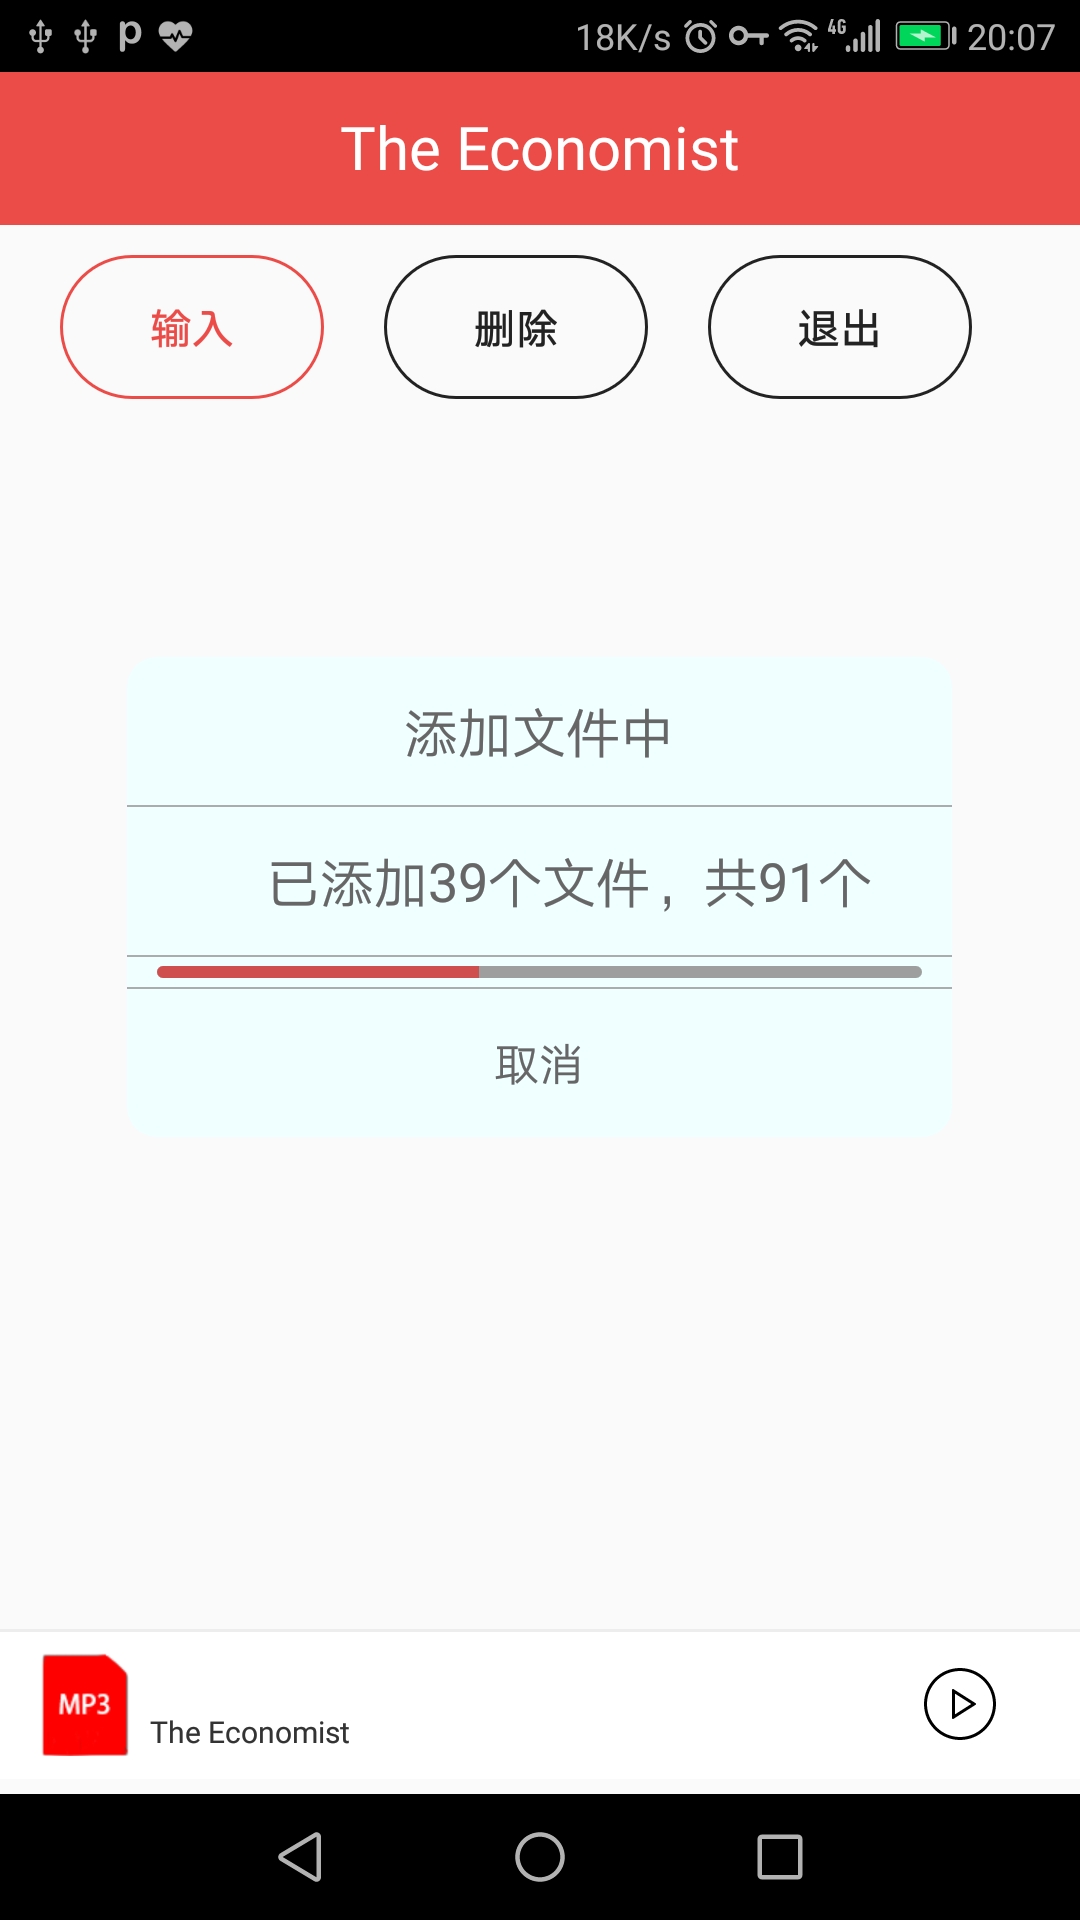 18K/s 4G 20:07
The Economist
输入 删除 退出
添加文件中
已添加39个文件，共91个
取消
MP3 The Economist